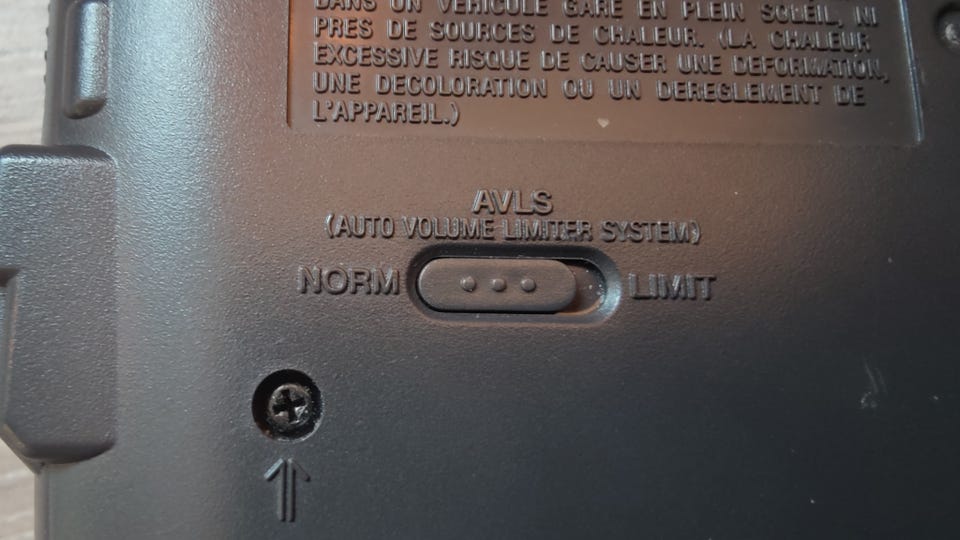 DANS UN VEHICULE GARE EN PLEIN SOLEIL, NI
PRES DE SOURCES DE CHALEUR. (LA CHALEUR
EXCESSIVE RISQUE DE CAUSER UNE DEFORMATION,
UNE DECOLORATION OU UN DEREGLEMENT DE
L'APPAREIL.)
AVLS
(AUTO VOLUME LIMITER SYSTEM)
NORM LIMIT